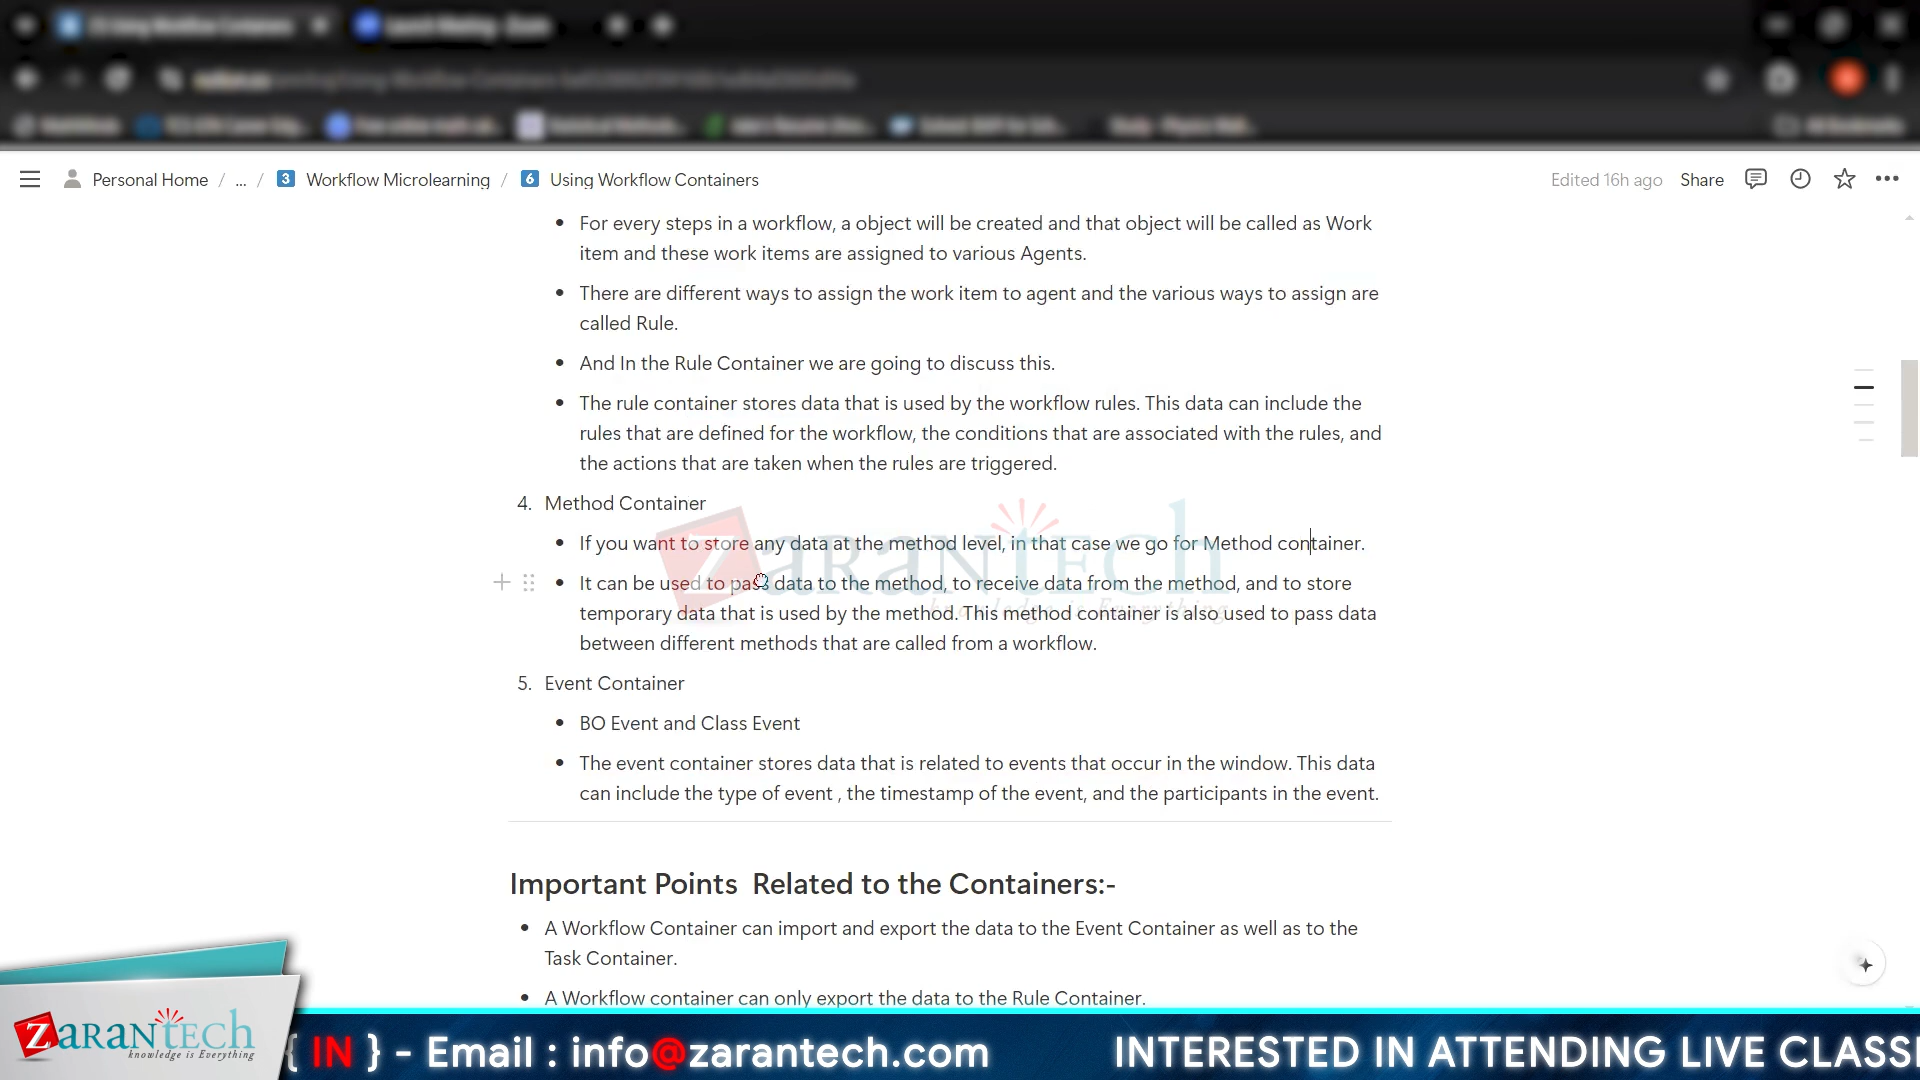 Personal Home / ... / 3 Workflow Microlearning / 6 Using Workflow Containers
Edited 16h ago Share
• For every steps in a workflow, a object will be created and that object will be called as Work
item and these work items are assigned to various Agents.
• There are different ways to assign the work item to agent and the various ways to assign are
called Rule.
• And In the Rule Container we are going to discuss this.
• The rule container stores data that is used by the workflow rules. This data can include the
rules that are defined for the workflow, the conditions that are associated with the rules, and
the actions that are taken when the rules are triggered.
4. Method Container
• If you want to store any data at the method level, in that case we go for Method container.
• It can be used to pass data to the method, to receive data from the method, and to store
temporary data that is used by the method. This method container is also used to pass data
between different methods that are called from a workflow.
ZARANTECH
knowledge is Everything
5. Event Container
• BO Event and Class Event
• The event container stores data that is related to events that occur in the window. This data
can include the type of event , the timestamp of the event, and the participants in the event.
Important Points Related to the Containers:-
• A Workflow Container can import and export the data to the Event Container as well as to the
Task Container.
• A Workflow container can only export the data to the Rule Container.
ZARANTECH
knowledge is Everything
{ IN } - Email : info@zarantech.com INTERESTED IN ATTENDING LIVE CLASS